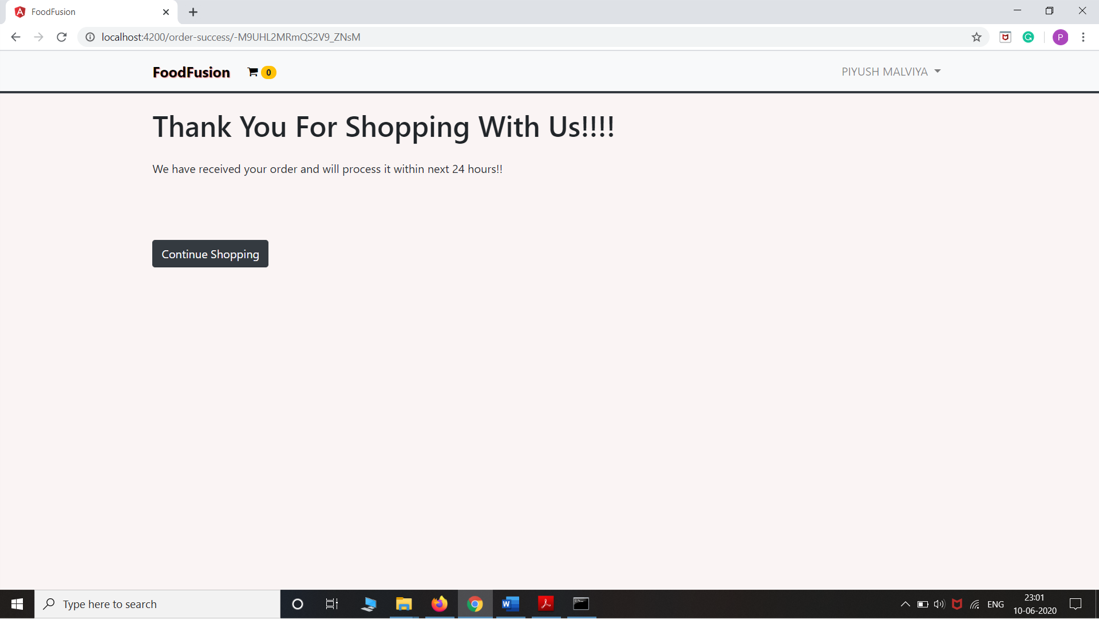 FoodFusion
localhost:4200/order-success/-M9UHL2MRmQS2V9_ZNsM
P
FoodFusion
0
PIYUSH MALVIYA
Thank You For Shopping With Us!!!!
We have received your order and will process it within next 24 hours!!
Continue Shopping
Type here to search
ENG
23:01
10-06-2020